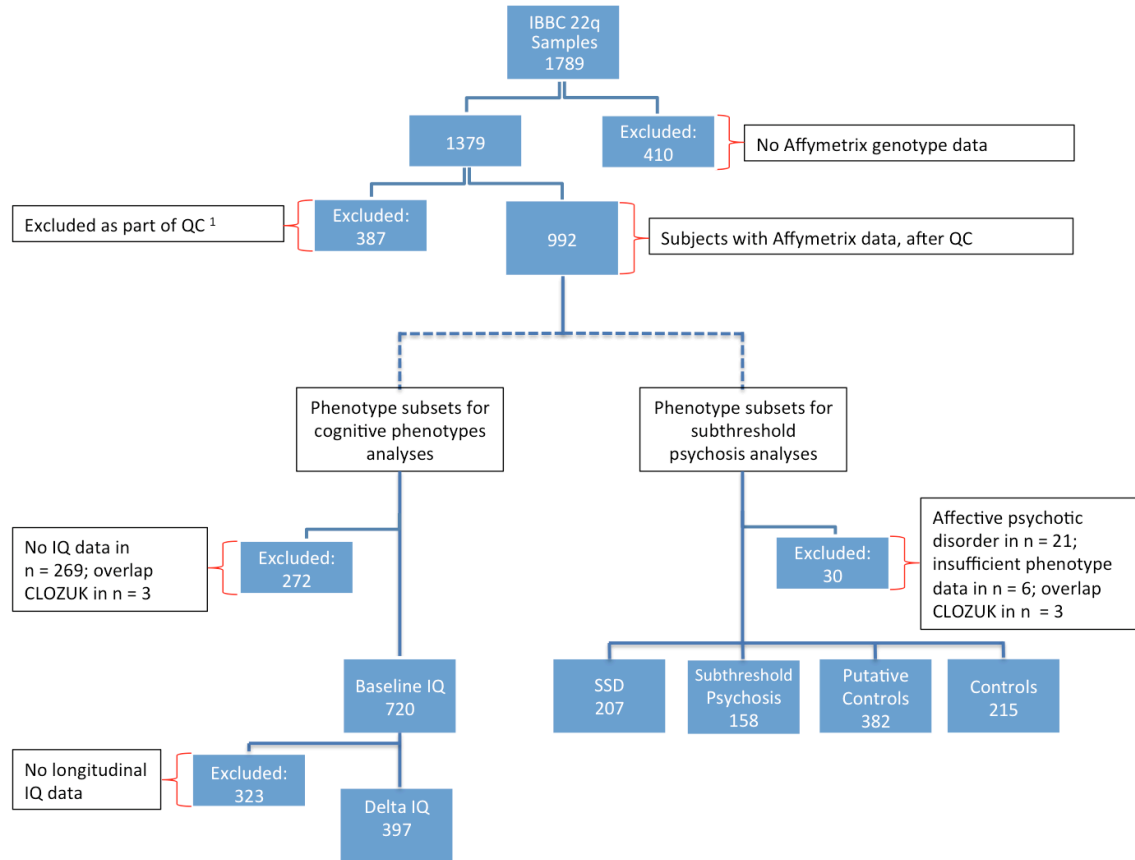 IBBC 22q
Samples
1789
1379
Excluded:
410
No Affymetrix genotype data
Excluded as part of QC ¹
Excluded:
387
992
Subjects with Affymetrix data, after QC
Phenotype subsets for
cognitive phenotypes
analyses
Phenotype subsets for
subthreshold
psychosis analyses
No IQ data in
n = 269; overlap
CLOZUK in n = 3
Excluded:
272
Excluded:
30
Affective psychotic
disorder in n = 21;
insufficient phenotype
data in n = 6; overlap
CLOZUK in n = 3
Baseline IQ
720
SSD
207
Subthreshold
Psychosis
158
Putative
Controls
382
Controls
215
No longitudinal
IQ data
Excluded:
323
Delta IQ
397